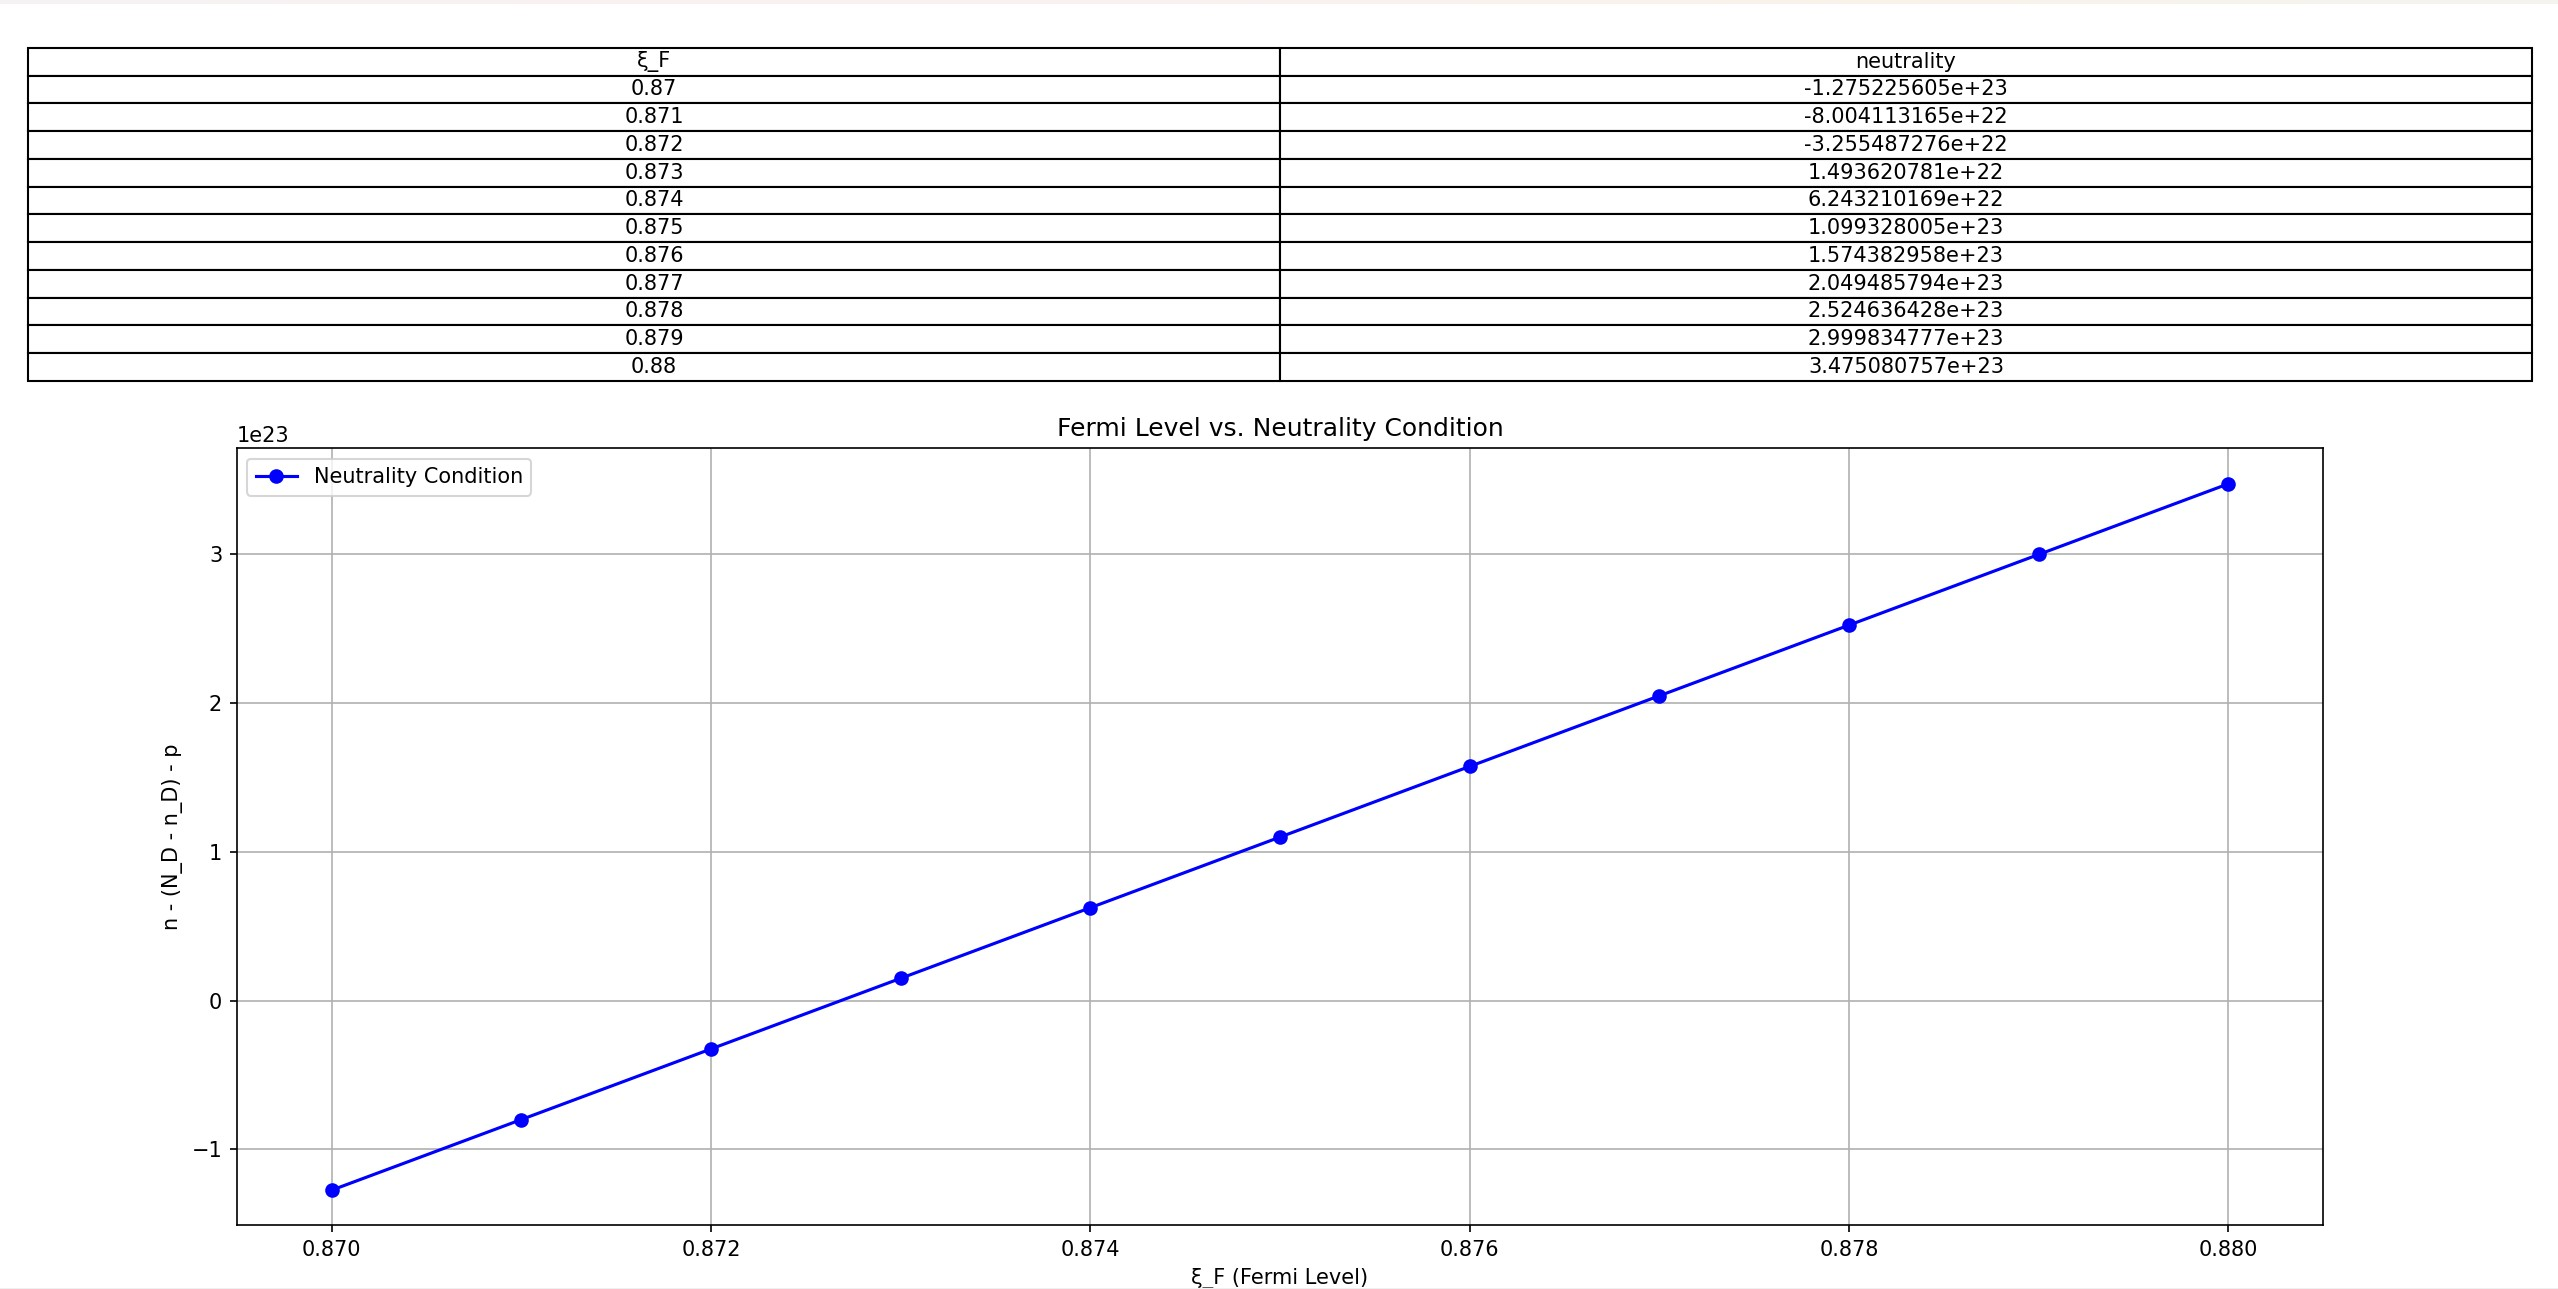 ξ_F neutrality
0.87 -1.275225605e+23
0.871 -8.004113165e+22
0.872 -3.255487276e+22
0.873 1.493620781e+22
0.874 6.243210169e+22
0.875 1.099328005e+23
0.876 1.574382958e+23
0.877 2.049485794e+23
0.878 2.524636428e+23
0.879 2.999834777e+23
0.88 3.475080757e+23
Fermi Level vs. Neutrality Condition
1e23
Neutrality Condition
3
2
1
0
−1
n - (N_D - n_D) - p
0.870 0.872 0.874 0.876 0.878 0.880
ξ_F (Fermi Level)